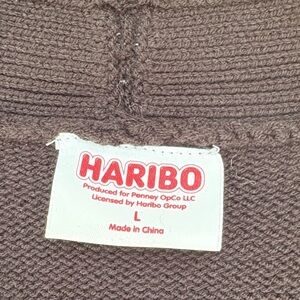 HARIBO
Produced for Penney OpCo LLC
Licensed by Haribo Group
L
Made in China